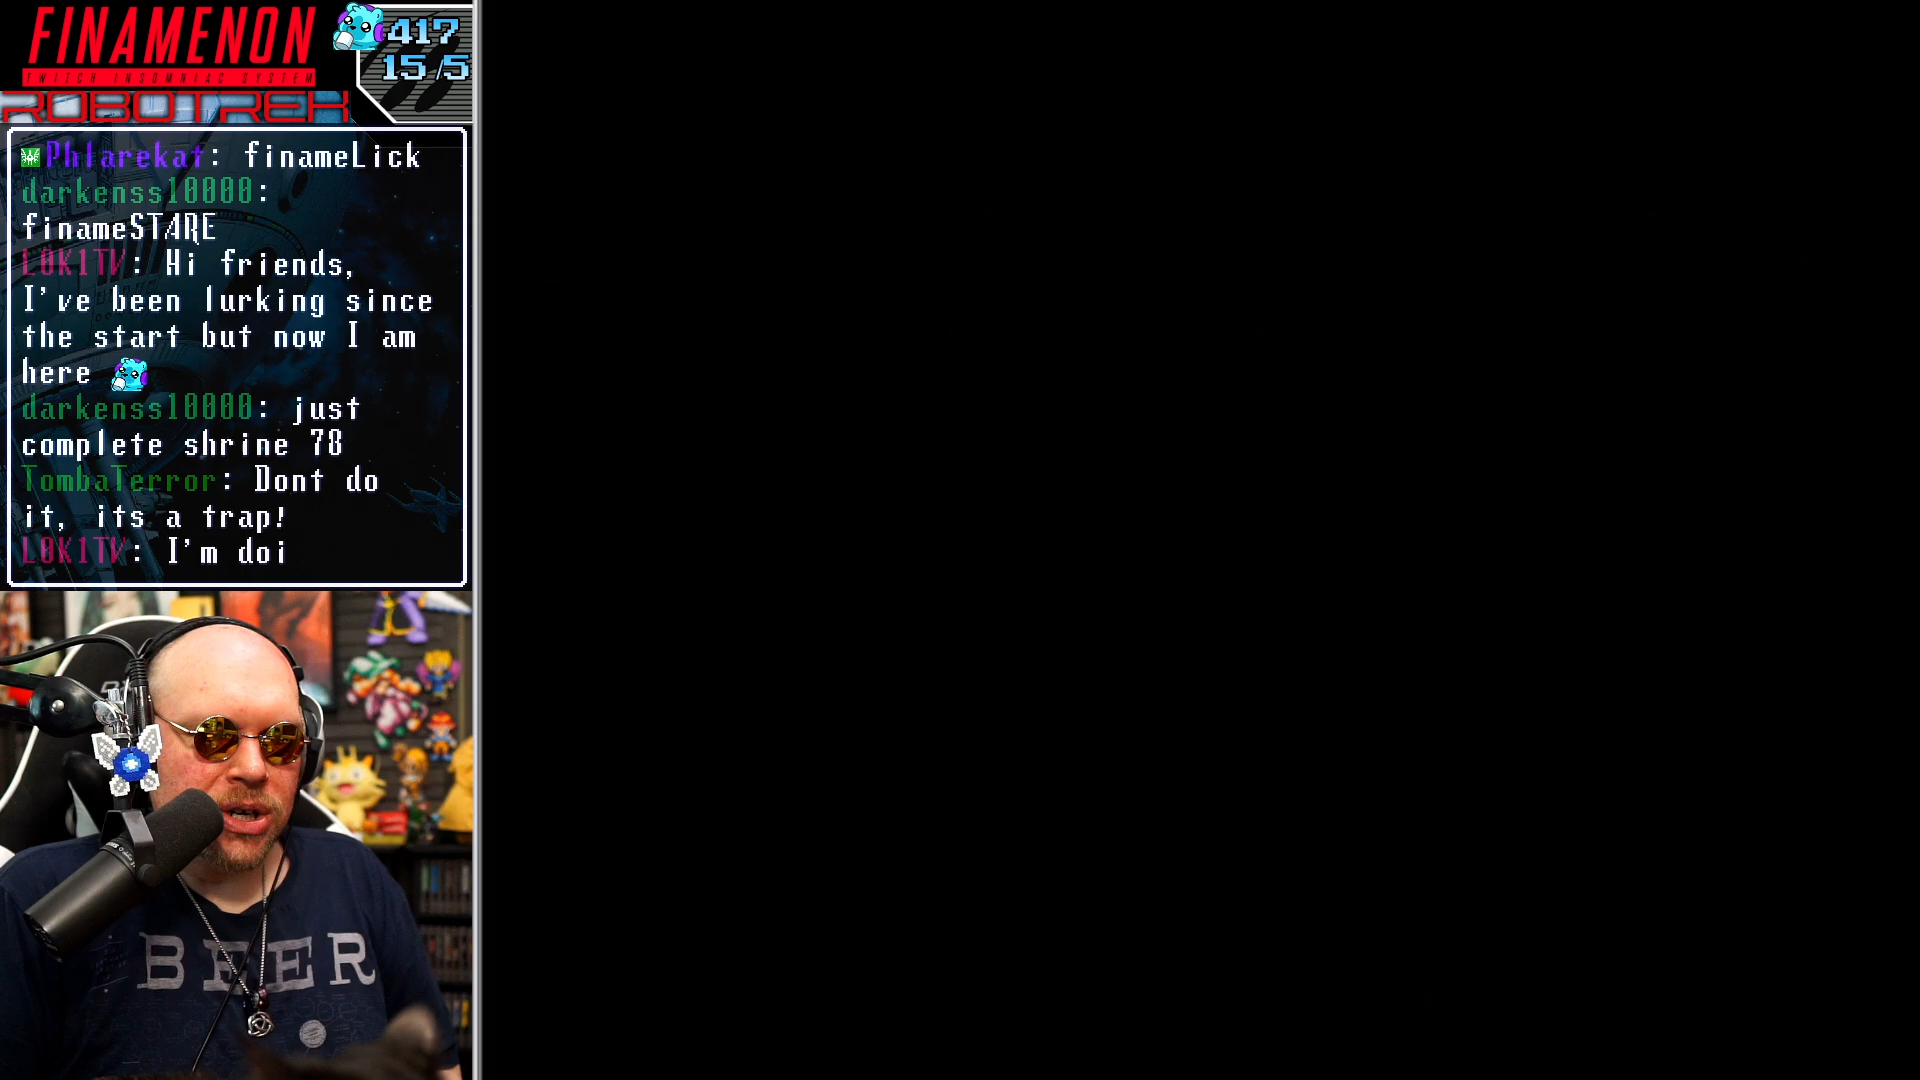 FINAMENON
TWITCH INSOMNIAC SYSTEM
ROBOTREK
417
15/5
Phlarekat: finameLick
darkenss10000:
finameSTARE
L0K1TV: Hi friends,
I've been lurking since
the start but now I am
here
darkenss10000: just
complete shrine 78
TombaTerror: Dont do
it, its a trap!
L0K1TV: I'm doi
BEER